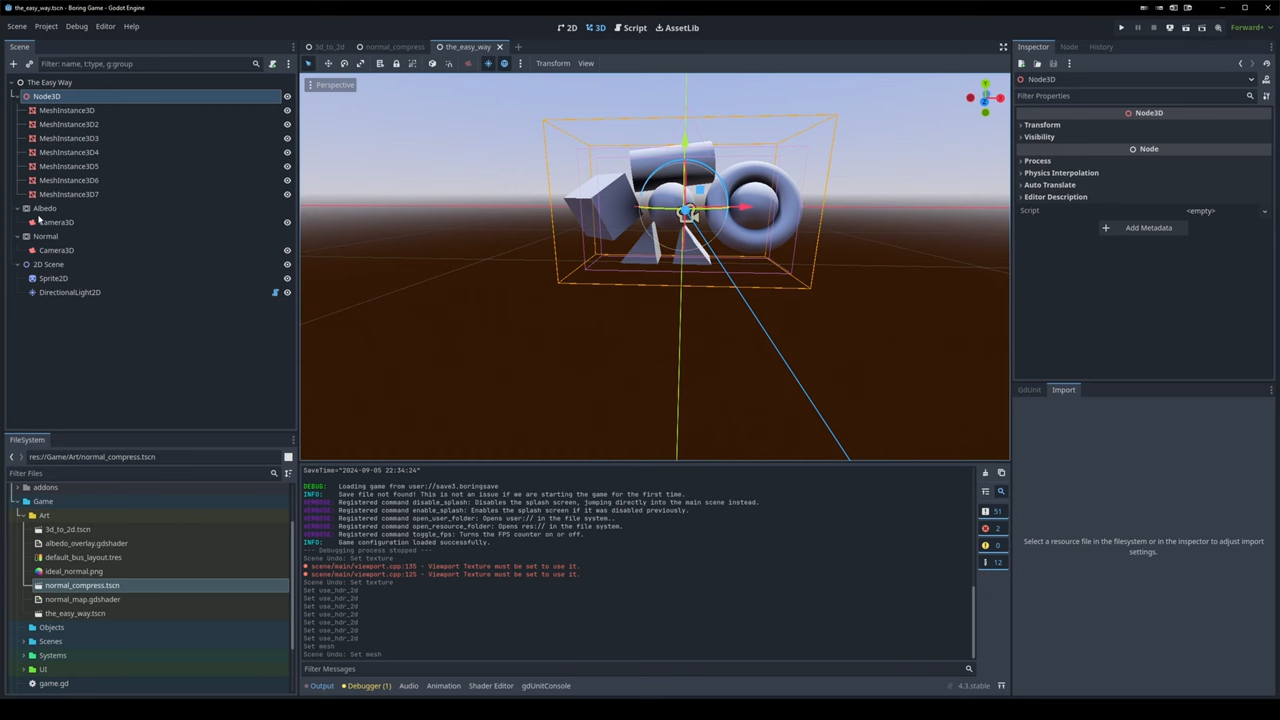 the_easy_way.tscn - Boring Game - Godot Engine
Scene Project Debug Editor Help
2D 3D Script AssetLib
Forward+
Scene
3d_to_2d normal_compress the_easy_way
Inspector Node History
Filter: name, t:type, g:group
Transform View
The Easy Way
Node3D
MeshInstance3D
MeshInstance3D2
MeshInstance3D3
MeshInstance3D4
MeshInstance3D5
MeshInstance3D6
MeshInstance3D7
Albedo
Camera3D
Normal
Camera3D
2D Scene
Sprite2D
DirectionalLight2D
Perspective
Y
X
Z
Node3D
Filter Properties
Node3D
Transform
Visibility
Node
Process
Physics Interpolation
Auto Translate
Editor Description
Script <empty>
Add Metadata
GdUnit Import
Select a resource file in the filesystem or in the inspector to adjust import
settings.
FileSystem
res://Game/Art/normal_compress.tscn
Filter Files
addons
Game
Art
3d_to_2d.tscn
albedo_overlay.gdshader
default_bus_layout.tres
ideal_normal.png
normal_compress.tscn
normal_map.gdshader
the_easy_way.tscn
Objects
Scenes
Systems
UI
game.gd
SaveTime="2024-09-05 22:34:24"
DEBUG: Loading game from user://save3.boringsave
INFO: Save file not found! This is not an issue if we are starting the game for the first time.
VERBOSE: Registered command disable_splash: Disables the splash screen, jumping directly into the main scene instead.
VERBOSE: Registered command enable_splash: Enables the splash screen if it was disabled previously.
VERBOSE: Registered command open_user_folder: Opens user:// in the file system..
VERBOSE: Registered command open_resource_folder: Opens res:// in the file system.
VERBOSE: Registered command toggle_fps: Turns the FPS counter on or off.
INFO: Game configuration loaded successfully.
--- Debugging process stopped ---
Scene Undo: Set texture
scene/main/viewport.cpp:135 - Viewport Texture must be set to use it.
scene/main/viewport.cpp:125 - Viewport Texture must be set to use it.
Scene Undo: Set texture
Set use_hdr_2d
Set use_hdr_2d
Set use_hdr_2d
Set use_hdr_2d
Set use_hdr_2d
Set use_hdr_2d
Set use_hdr_2d
Set mesh
Scene Undo: Set mesh
51
2
0
12
Filter Messages
Output Debugger (1) Audio Animation Shader Editor gdUnitConsole
4.3.stable